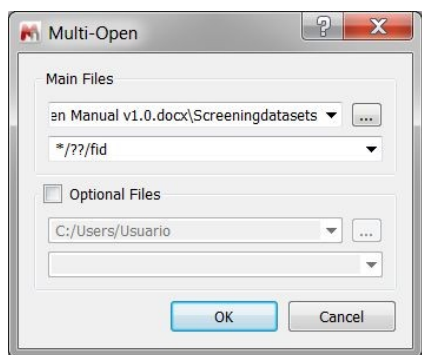 Multi-Open
Main Files
en Manual v1.0.docx\Screeningdatasets
...
*/??/fid
Optional Files
C:/Users/Usuario
...
OK
Cancel